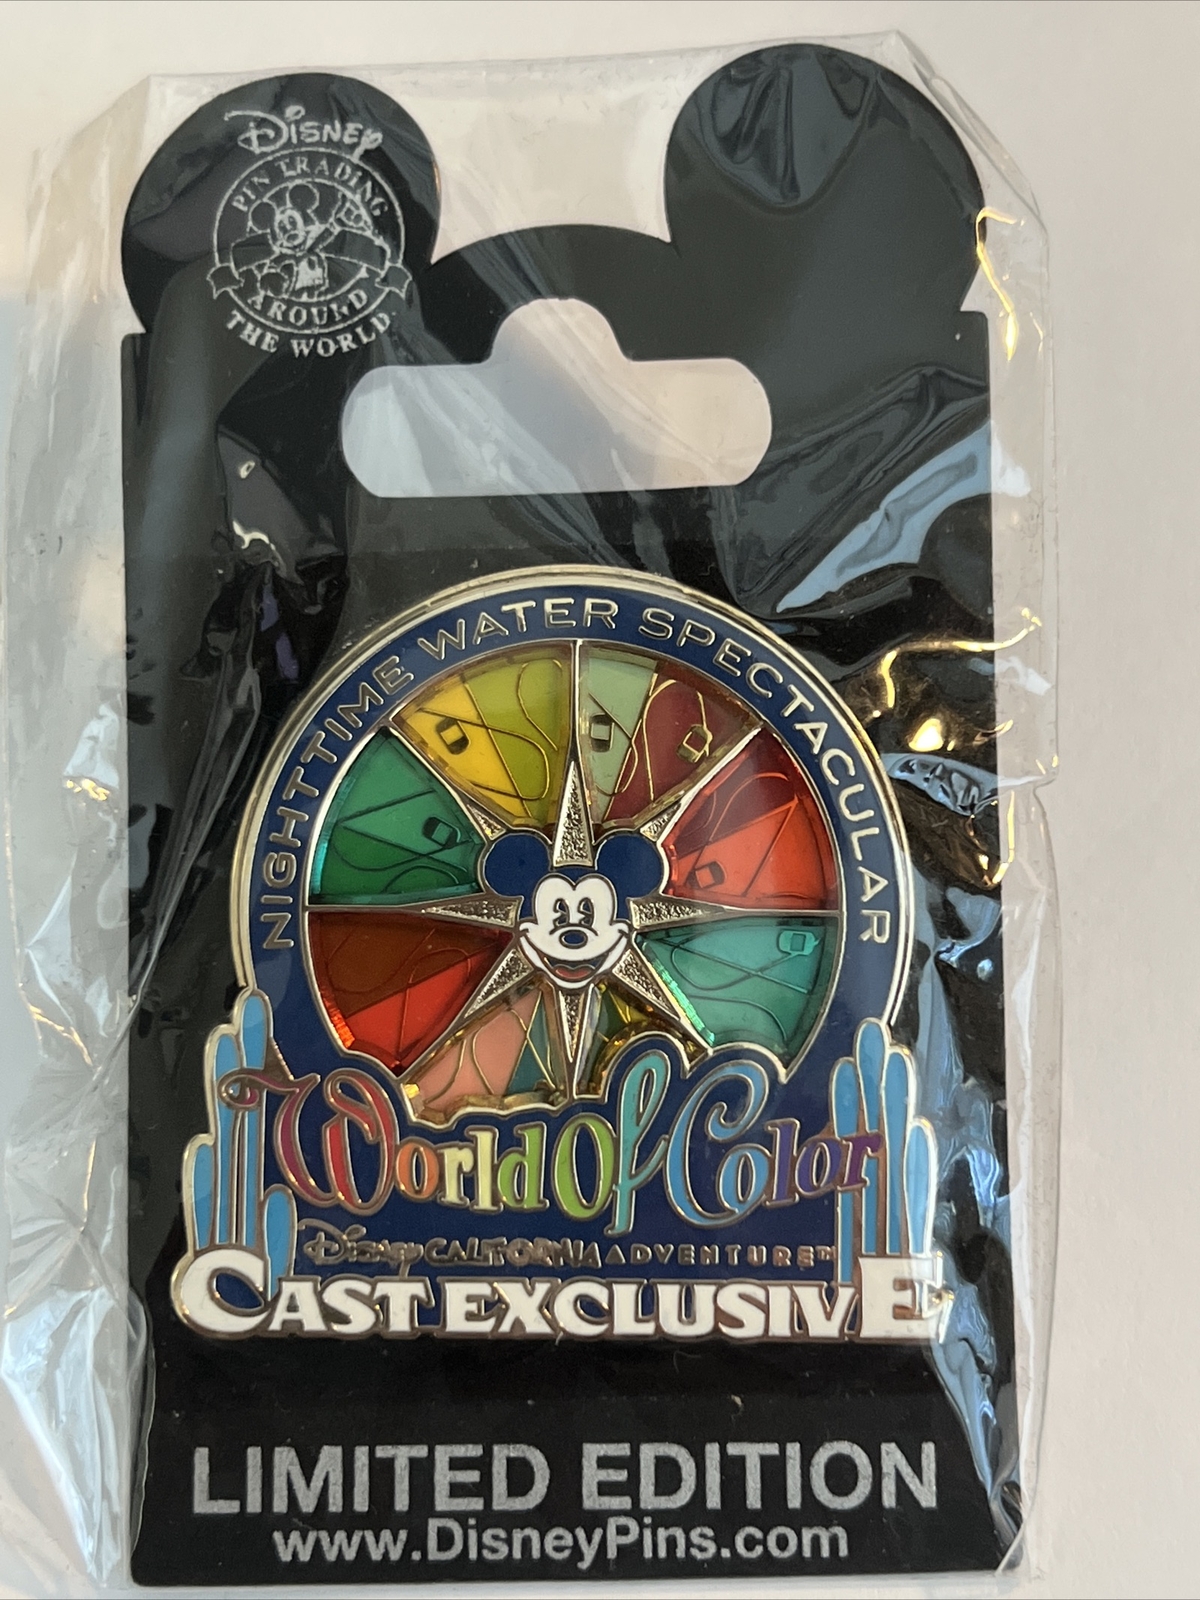 Disney
PIN TRADING
AROUND
THE WORLD
NIGHTTIME WATER SPECTACULAR
World Of Color
Disney CALIFORNIA ADVENTURE™
CAST EXCLUSIVE
LIMITED EDITION
www.DisneyPins.com